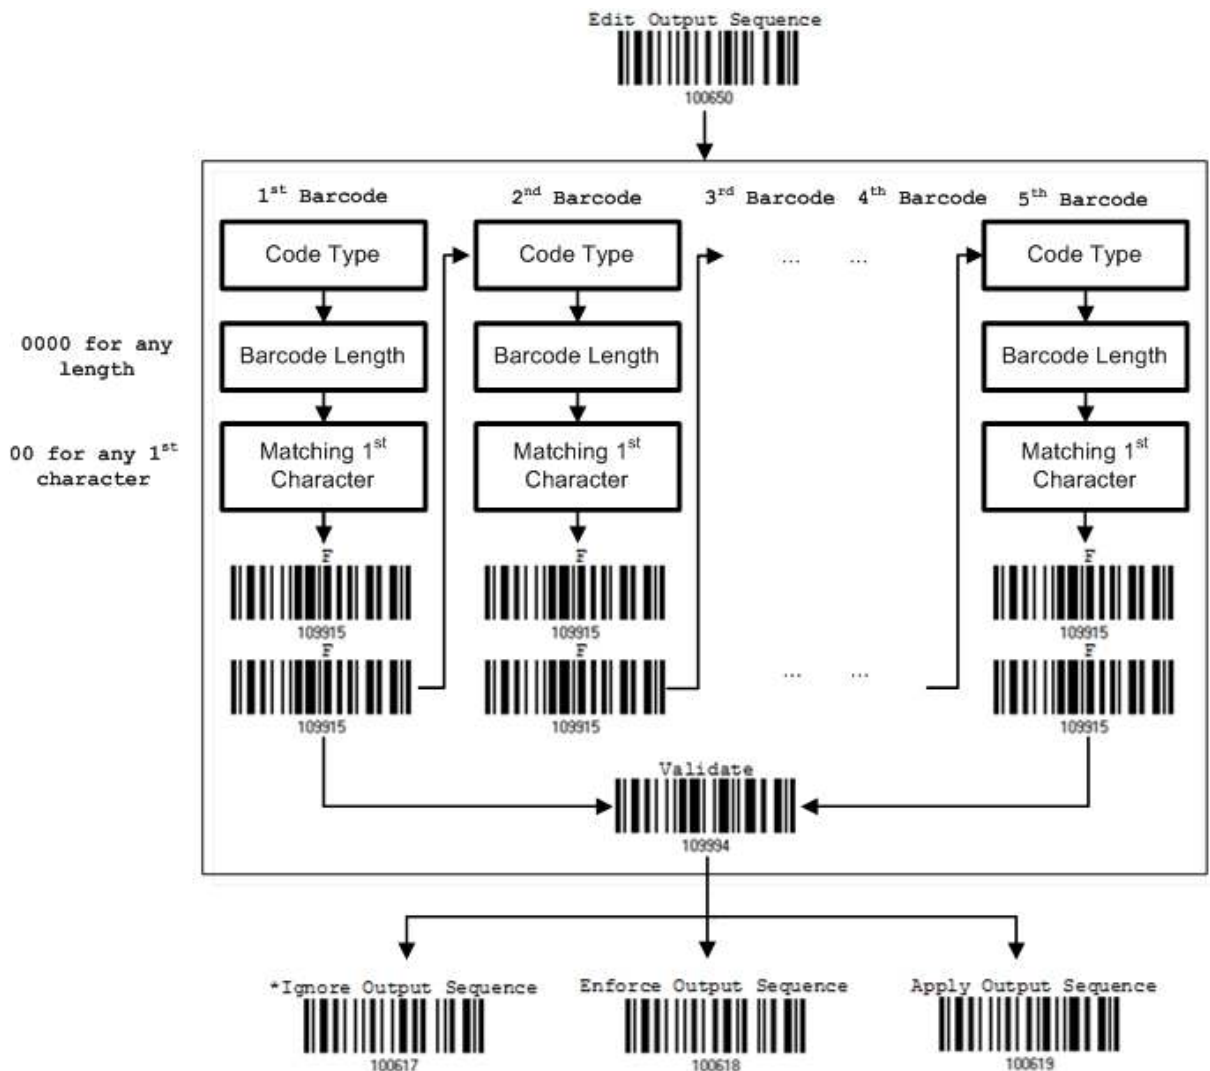 Edit Output Sequence
100650
1st Barcode 2nd Barcode 3rd Barcode 4th Barcode 5th Barcode
Code Type Code Type ... ... Code Type
0000 for any
length
Barcode Length Barcode Length Barcode Length
00 for any 1st
character
Matching 1st
Character
Matching 1st
Character
Matching 1st
Character
F F F
109915 109915 109915
F F F
... ...
109915 109915 109915
Validate
109994
*Ignore Output Sequence Enforce Output Sequence Apply Output Sequence
100617 100618 100619